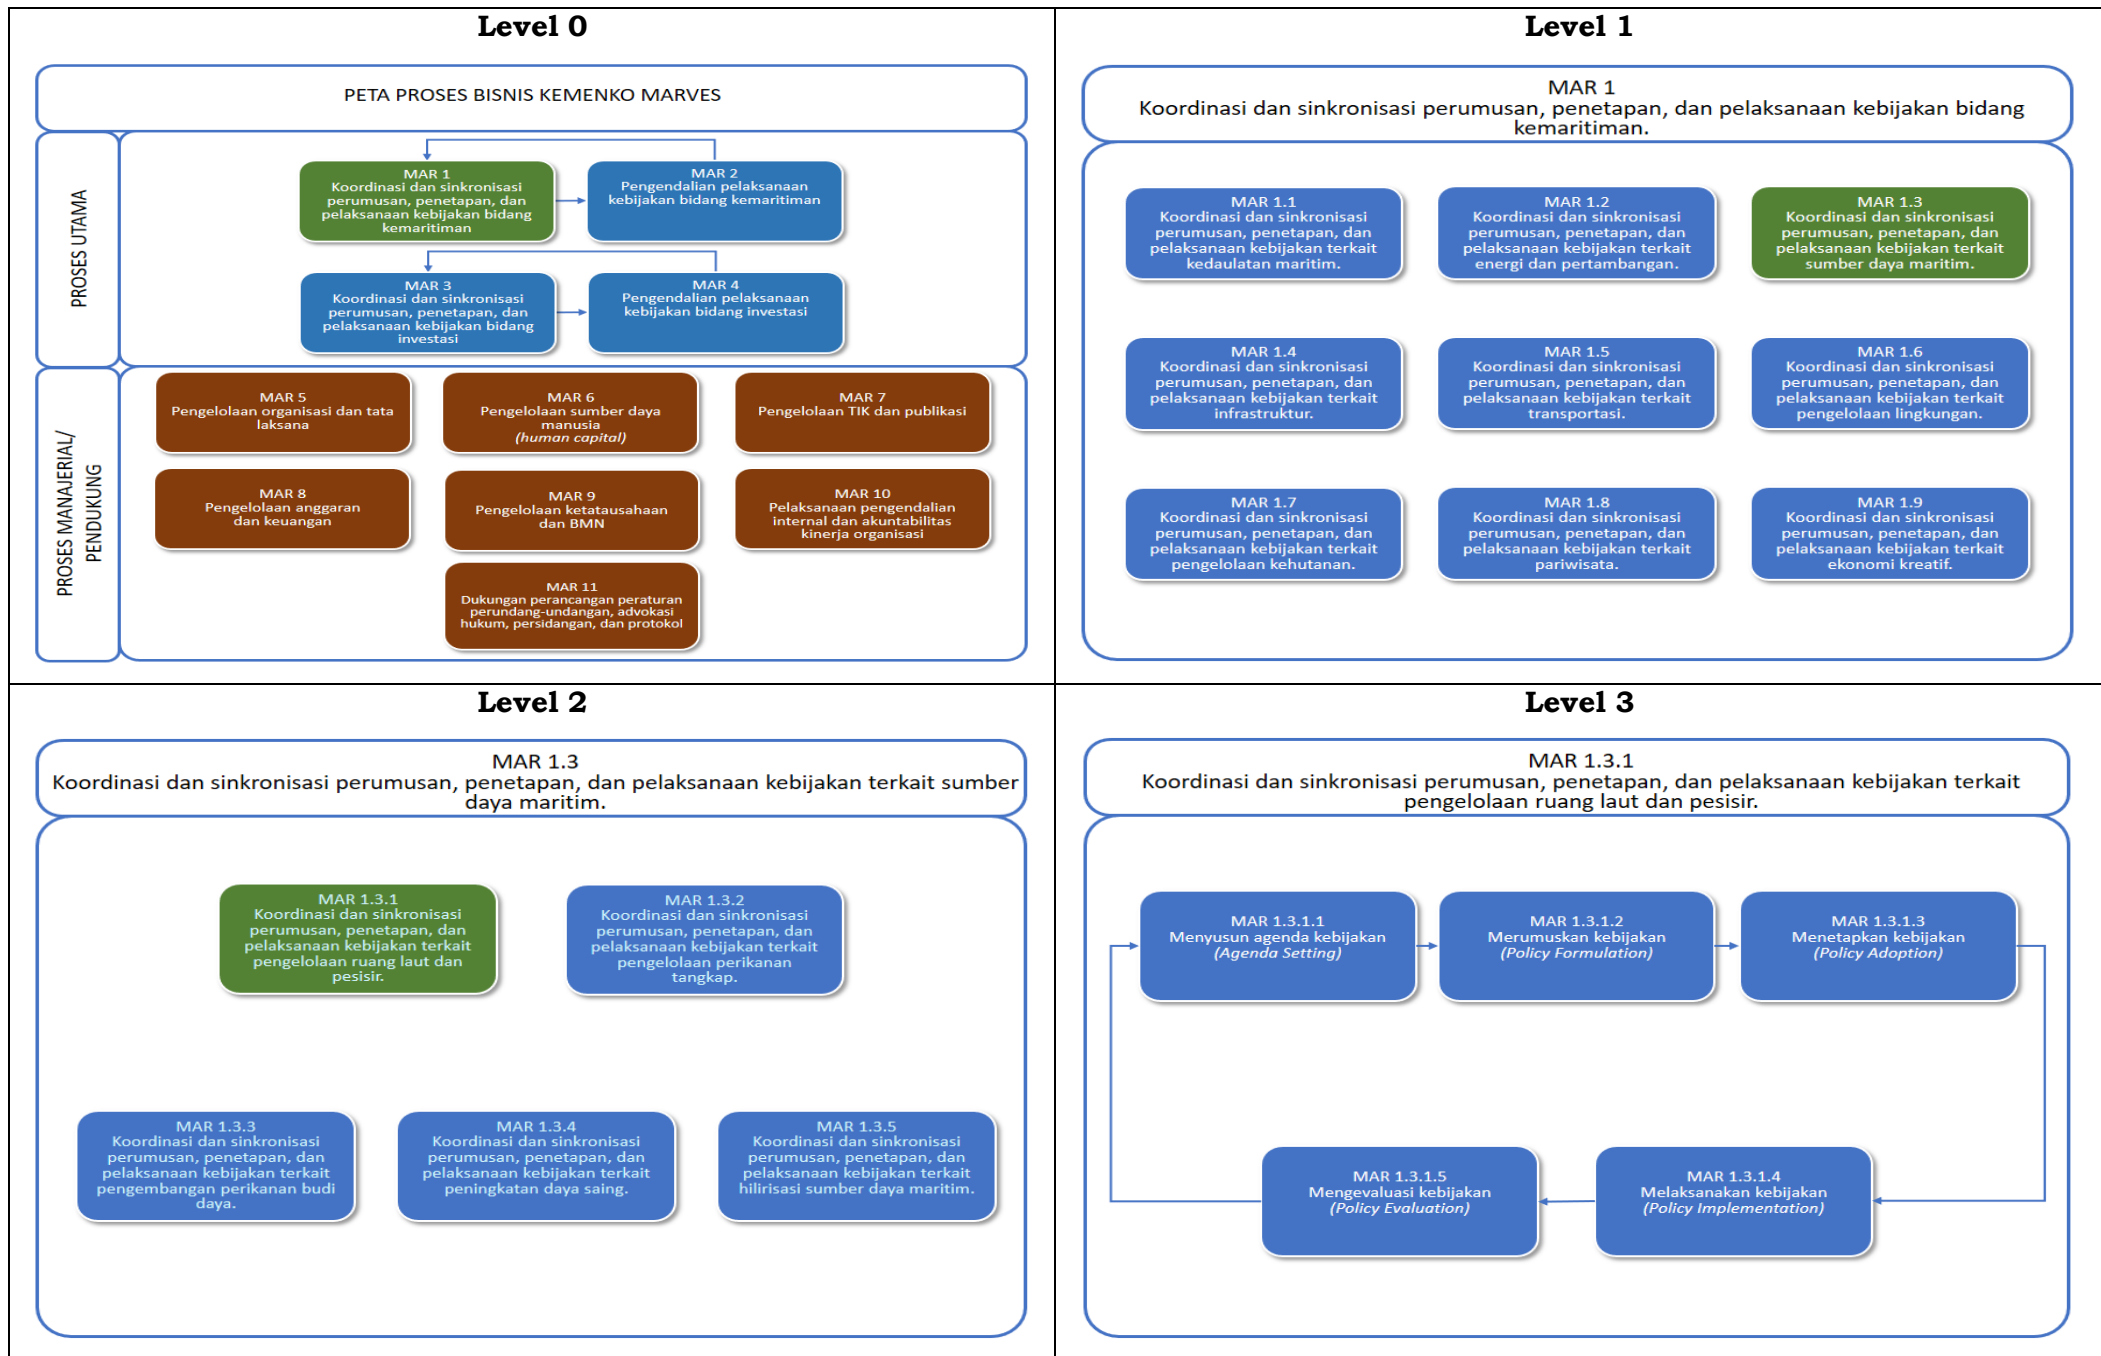 Level 0
PETA PROSES BISNIS KEMENKO MARVES
PROSES UTAMA
MAR 1
Koordinasi dan sinkronisasi
perumusan, penetapan, dan
pelaksanaan kebijakan bidang
kemaritiman
MAR 2
Pengendalian pelaksanaan
kebijakan bidang kemaritiman
MAR 3
Koordinasi dan sinkronisasi
perumusan, penetapan, dan
pelaksanaan kebijakan bidang
investasi
MAR 4
Pengendalian pelaksanaan
kebijakan bidang investasi
PROSES MANAJERIAL/
PENDUKUNG
MAR 5
Pengelolaan organisasi dan tata
laksana
MAR 6
Pengelolaan sumber daya
manusia
(human capital)
MAR 7
Pengelolaan TIK dan publikasi
MAR 8
Pengelolaan anggaran
dan keuangan
MAR 9
Pengelolaan ketatausahaan
dan BMN
MAR 10
Pelaksanaan pengendalian
internal dan akuntabilitas
kinerja organisasi
MAR 11
Dukungan perancangan peraturan
perundang-undangan, advokasi
hukum, persidangan, dan protokol
Level 1
MAR 1
Koordinasi dan sinkronisasi perumusan, penetapan, dan pelaksanaan kebijakan bidang
kemaritiman.
MAR 1.1
Koordinasi dan sinkronisasi
perumusan, penetapan, dan
pelaksanaan kebijakan terkait
kedaulatan maritim.
MAR 1.2
Koordinasi dan sinkronisasi
perumusan, penetapan, dan
pelaksanaan kebijakan terkait
energi dan pertambangan.
MAR 1.3
Koordinasi dan sinkronisasi
perumusan, penetapan, dan
pelaksanaan kebijakan terkait
sumber daya maritim.
MAR 1.4
Koordinasi dan sinkronisasi
perumusan, penetapan, dan
pelaksanaan kebijakan terkait
infrastruktur.
MAR 1.5
Koordinasi dan sinkronisasi
perumusan, penetapan, dan
pelaksanaan kebijakan terkait
transportasi.
MAR 1.6
Koordinasi dan sinkronisasi
perumusan, penetapan, dan
pelaksanaan kebijakan terkait
pengelolaan lingkungan.
MAR 1.7
Koordinasi dan sinkronisasi
perumusan, penetapan, dan
pelaksanaan kebijakan terkait
pengelolaan kehutanan.
MAR 1.8
Koordinasi dan sinkronisasi
perumusan, penetapan, dan
pelaksanaan kebijakan terkait
pariwisata.
MAR 1.9
Koordinasi dan sinkronisasi
perumusan, penetapan, dan
pelaksanaan kebijakan terkait
ekonomi kreatif.
Level 2
MAR 1.3
Koordinasi dan sinkronisasi perumusan, penetapan, dan pelaksanaan kebijakan terkait sumber
daya maritim.
MAR 1.3.1
Koordinasi dan sinkronisasi
perumusan, penetapan, dan
pelaksanaan kebijakan terkait
pengelolaan ruang laut dan
pesisir.
MAR 1.3.2
Koordinasi dan sinkronisasi
perumusan, penetapan, dan
pelaksanaan kebijakan terkait
pengelolaan perikanan
tangkap.
MAR 1.3.3
Koordinasi dan sinkronisasi
perumusan, penetapan, dan
pelaksanaan kebijakan terkait
pengembangan perikanan budi
daya.
MAR 1.3.4
Koordinasi dan sinkronisasi
perumusan, penetapan, dan
pelaksanaan kebijakan terkait
peningkatan daya saing.
MAR 1.3.5
Koordinasi dan sinkronisasi
perumusan, penetapan, dan
pelaksanaan kebijakan terkait
hilirisasi sumber daya maritim.
Level 3
MAR 1.3.1
Koordinasi dan sinkronisasi perumusan, penetapan, dan pelaksanaan kebijakan terkait
pengelolaan ruang laut dan pesisir.
MAR 1.3.1.1
Menyusun agenda kebijakan
(Agenda Setting)
MAR 1.3.1.2
Merumuskan kebijakan
(Policy Formulation)
MAR 1.3.1.3
Menetapkan kebijakan
(Policy Adoption)
MAR 1.3.1.5
Mengevaluasi kebijakan
(Policy Evaluation)
MAR 1.3.1.4
Melaksanakan kebijakan
(Policy Implementation)